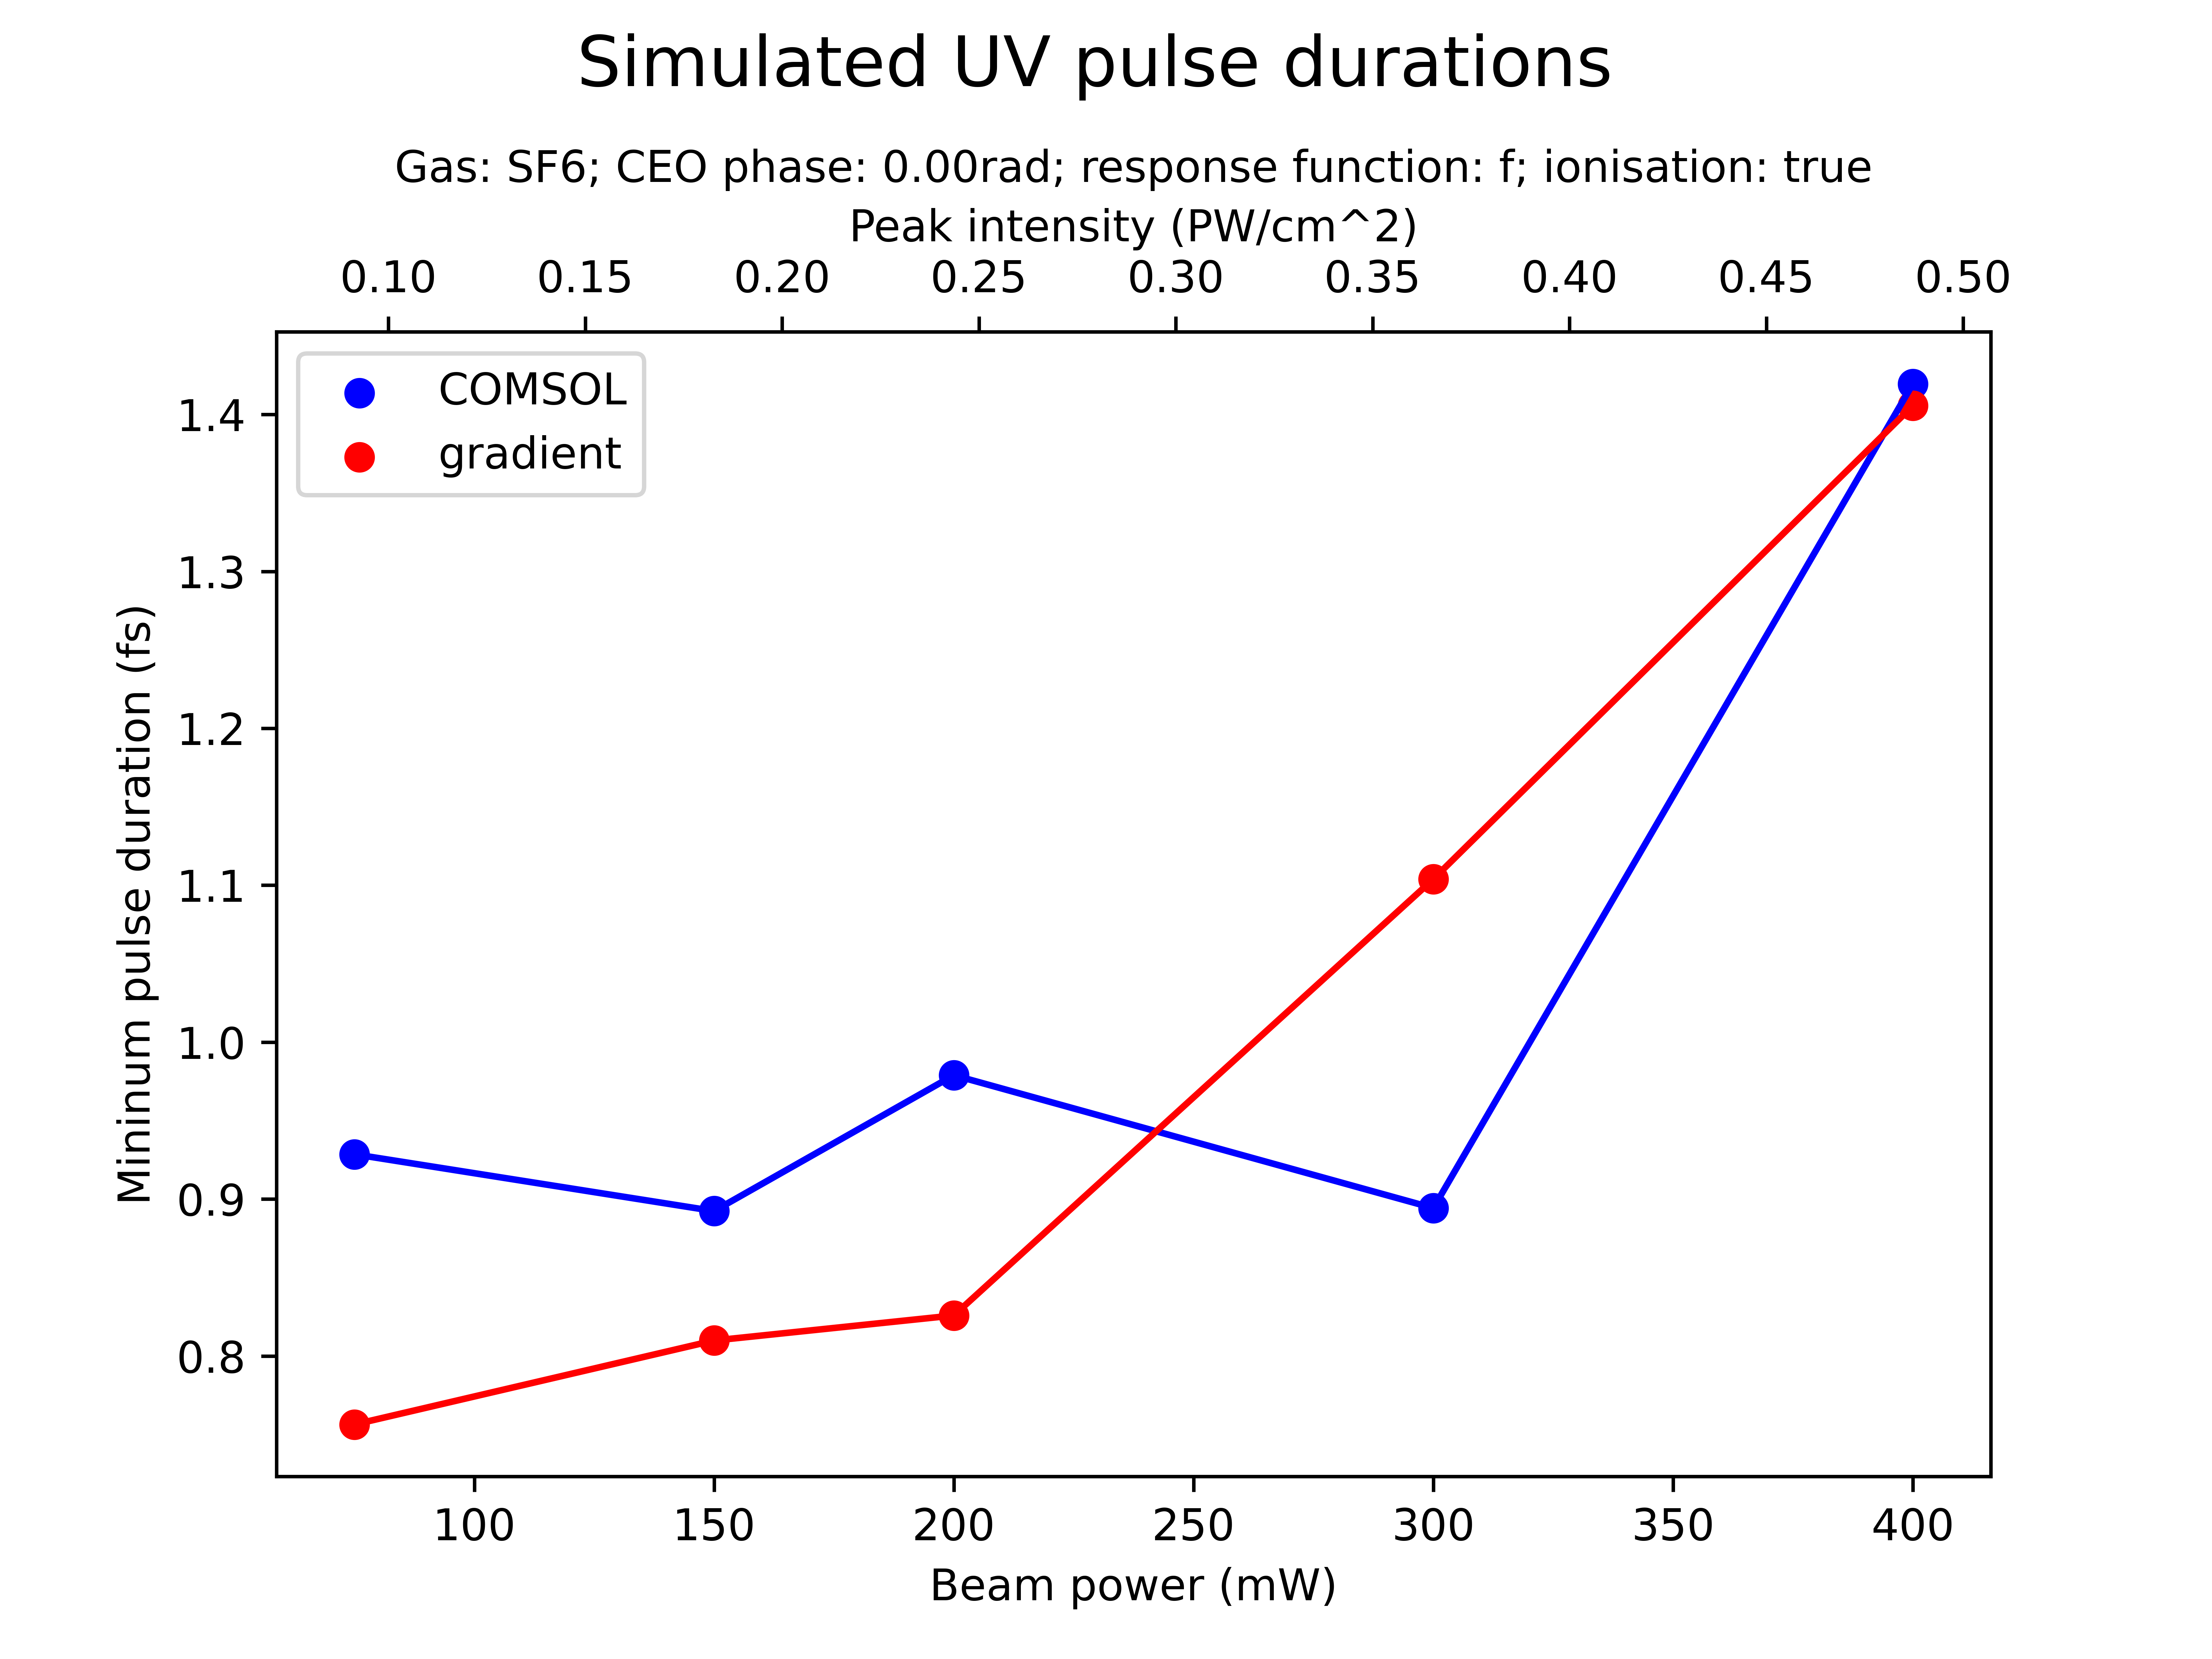 Simulated UV pulse durations
Gas: SF6; CEO phase: 0.00rad; response function: f; ionisation: true
Peak intensity (PW/cm^2)
0.10 0.15 0.20 0.25 0.30 0.35 0.40 0.45 0.50
COMSOL
gradient
1.4
1.3
1.2
1.1
1.0
0.9
0.8
Mininum pulse duration (fs)
100 150 200 250 300 350 400
Beam power (mW)